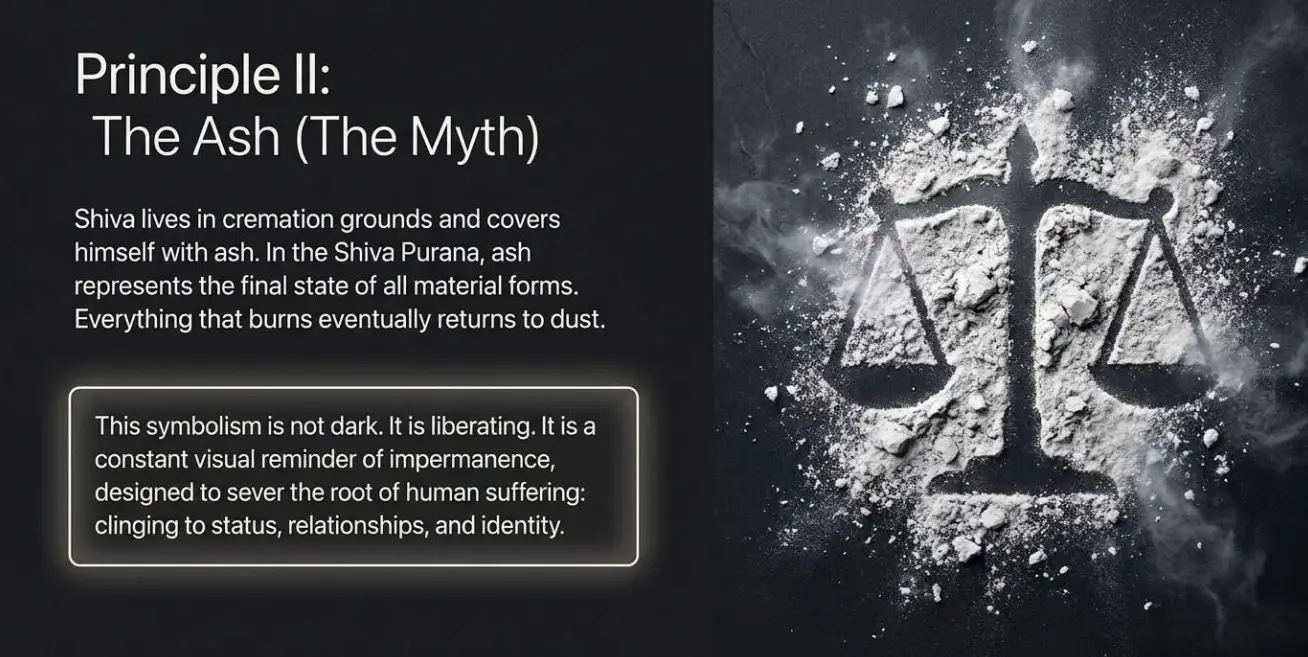 Principle II:
The Ash (The Myth)
Shiva lives in cremation grounds and covers
himself with ash. In the Shiva Purana, ash
represents the final state of all material forms.
Everything that burns eventually returns to dust.
This symbolism is not dark. It is liberating. It is a
constant visual reminder of impermanence,
designed to sever the root of human suffering:
clinging to status, relationships, and identity.